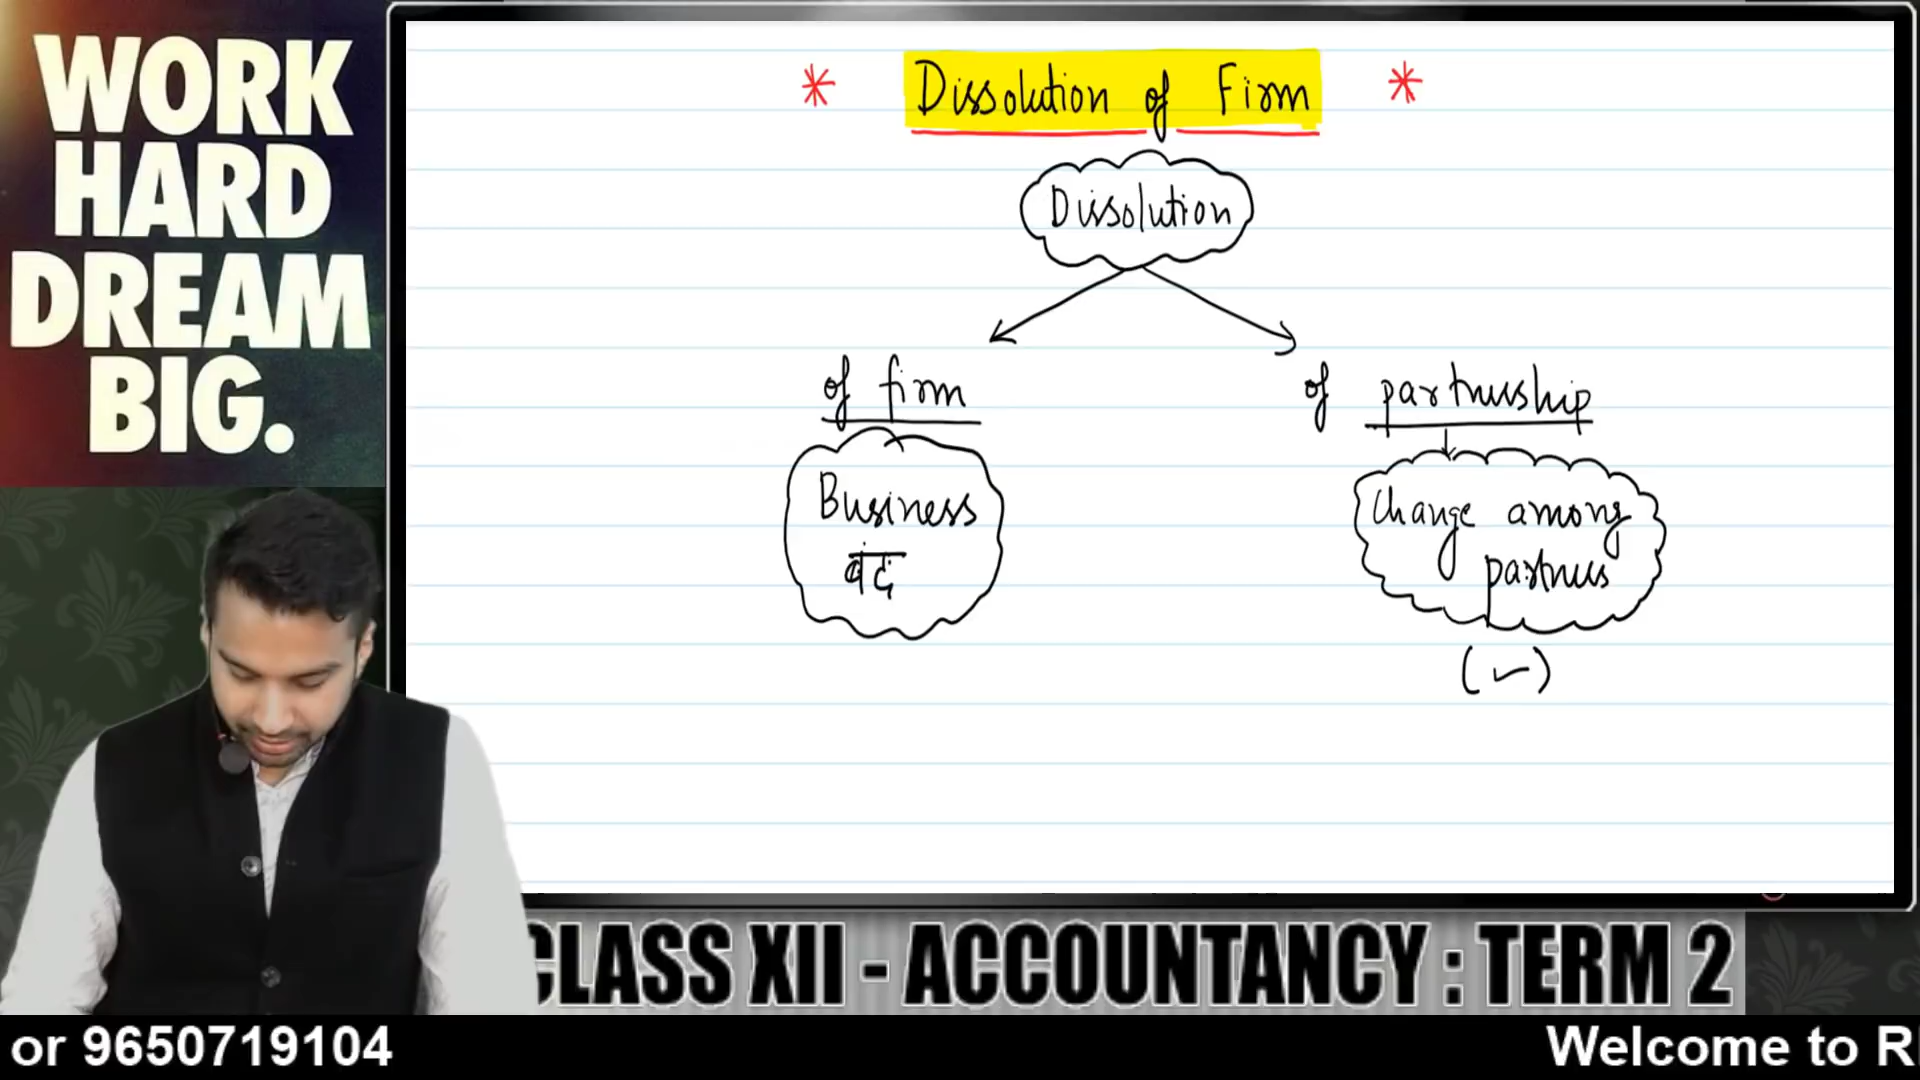 WORK
HARD
DREAM
BIG.
* Dissolution of Firm *
Dissolution
of firm
of partnership
Business
बंद
Change among
partners
(✓)
CLASS XII - ACCOUNTANCY : TERM 2
or 9650719104
Welcome to R